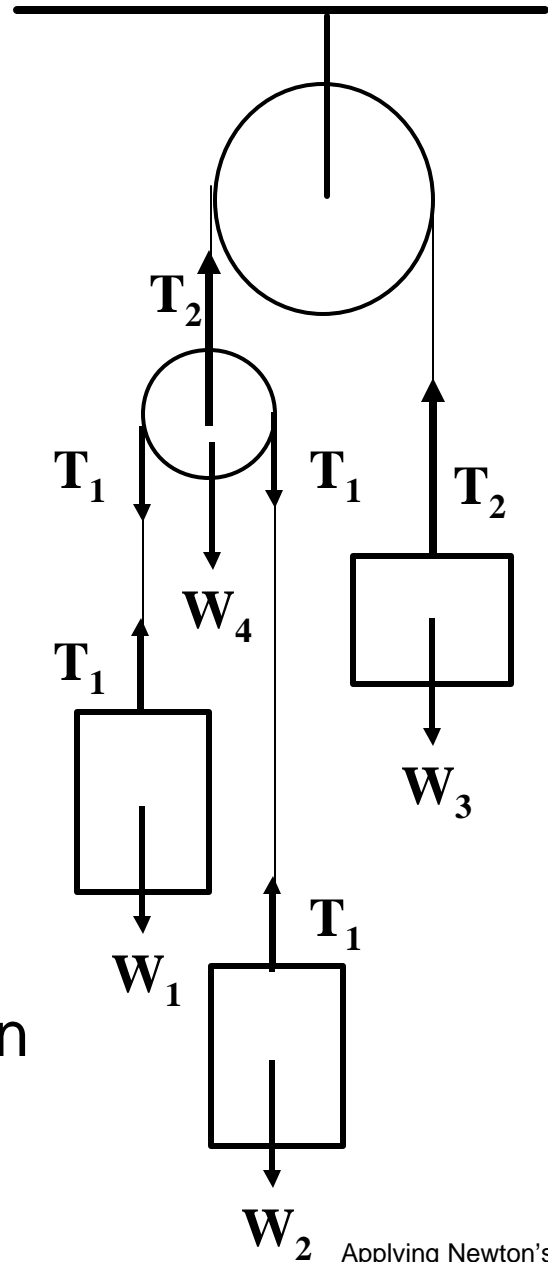 T₂
T₁ T₁
T₂
W₄
T₁
W₃
T₁
W₁
n
W₂
Applying Newton's